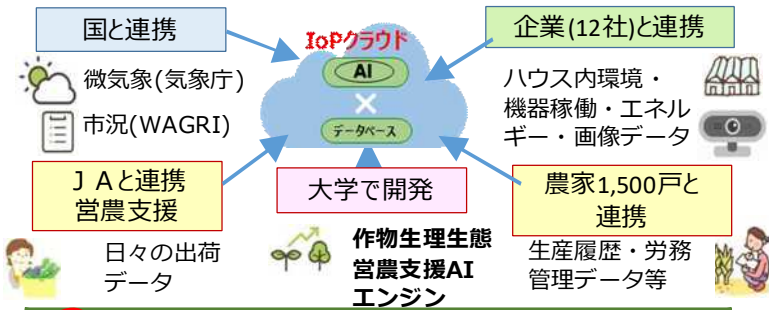 国と連携
微気象(気象庁)
市況(WAGRI)
IoPクラウド
AI
×
データベース
企業(12社)と連携
ハウス内環境・
機器稼働・エネル
ギー・画像データ
JAと連携
営農支援
日々の出荷
データ
大学で開発
作物生理生態
営農支援AI
エンジン
農家1,500戸と
連携
生産履歴・労務
管理データ等